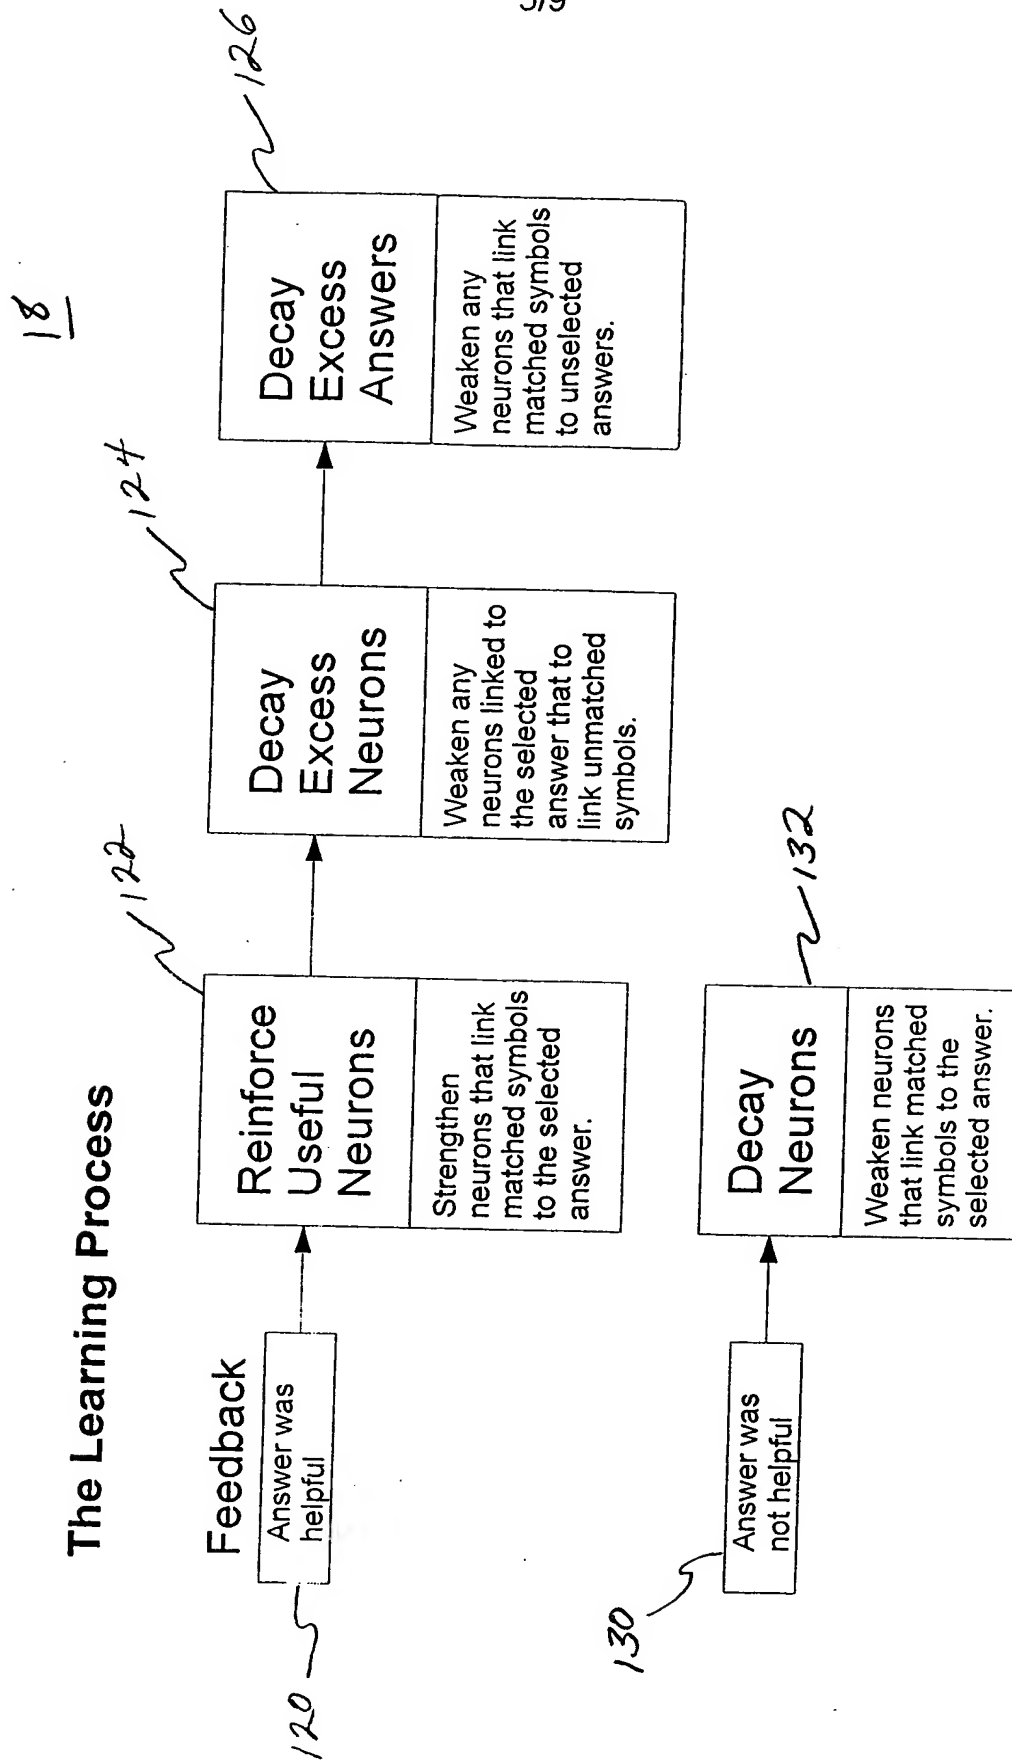 5/9
18
The Learning Process
Feedback
120
Answer was
helpful
122
Reinforce
Useful
Neurons
Strengthen
neurons that link
matched symbols
to the selected
answer.
124
Decay
Excess
Neurons
Weaken any
neurons linked to
the selected
answer that to
link unmatched
symbols.
126
Decay
Excess
Answers
Weaken any
neurons that link
matched symbols
to unselected
answers.
130
Answer was
not helpful
132
Decay
Neurons
Weaken neurons
that link matched
symbols to the
selected answer.